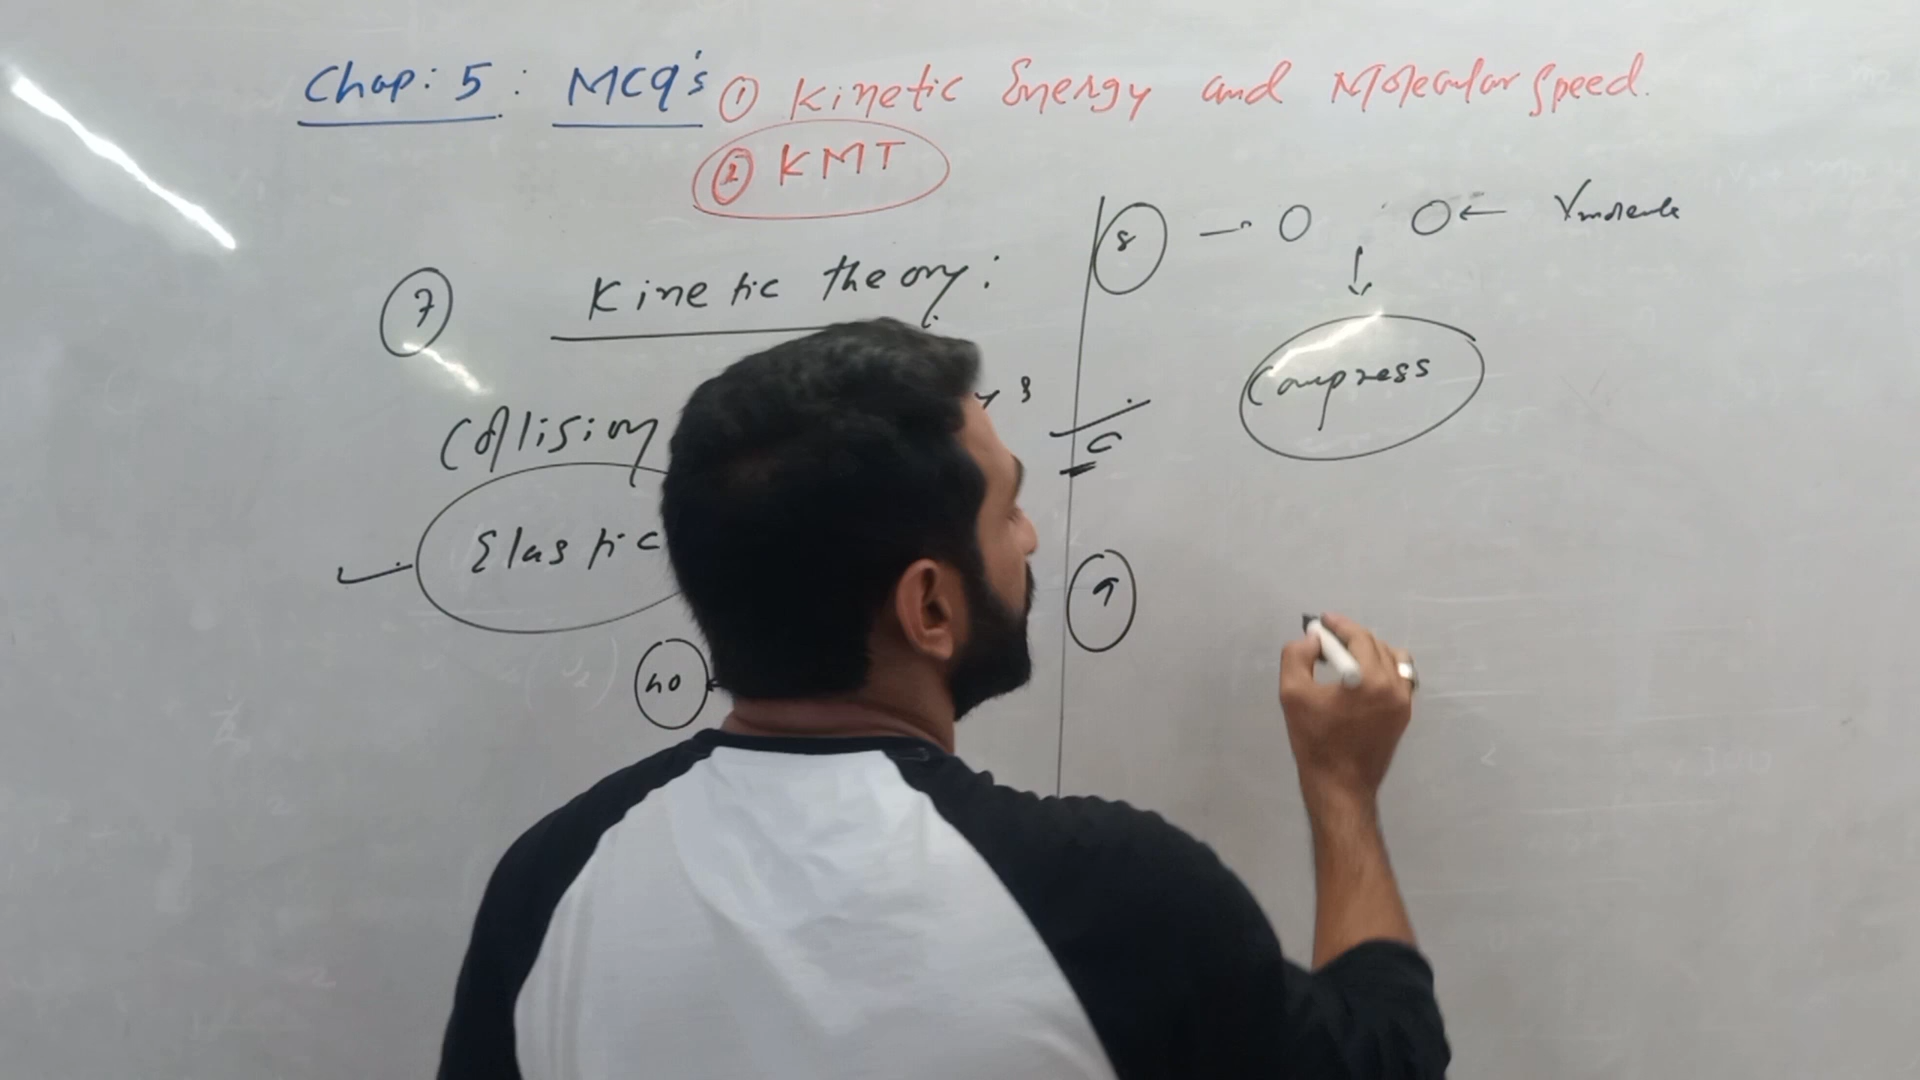 Chap: 5 : MCQ's ① Kinetic Energy and Molecular Speed.
② KMT
7 Kinetic theory:
Collision
Elastic
no
8 O O ← Vmolecule
↓
Compress
C
9